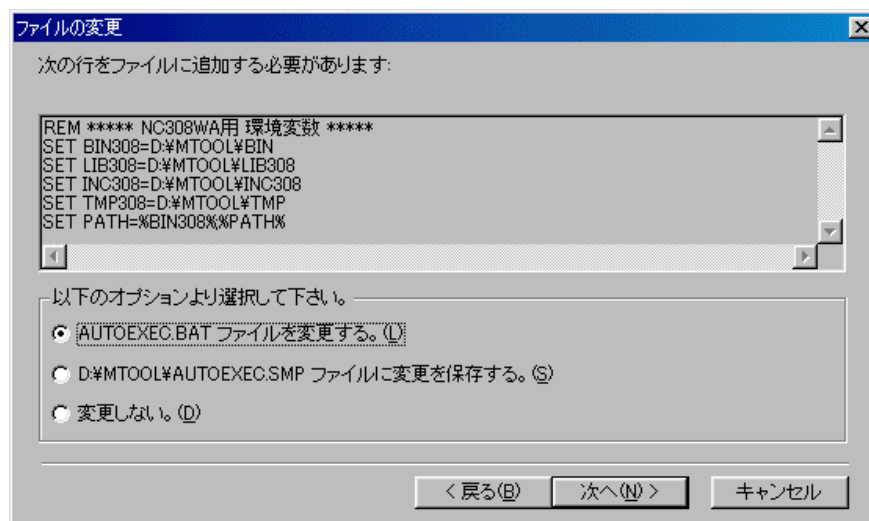 ファイルの変更
次の行をファイルに追加する必要があります:
REM ***** NC308WA用 環境変数 *****
SET BIN308=D:¥MTOOL¥BIN
SET LIB308=D:¥MTOOL¥LIB308
SET INC308=D:¥MTOOL¥INC308
SET TMP308=D:¥MTOOL¥TMP
SET PATH=%BIN308%;%PATH%
以下のオプションより選択して下さい。
AUTOEXEC.BAT ファイルを変更する。(L)
D:¥MTOOL¥AUTOEXEC.SMP ファイルに変更を保存する。(S)
変更しない。(D)
< 戻る(B) 次へ(N) > キャンセル